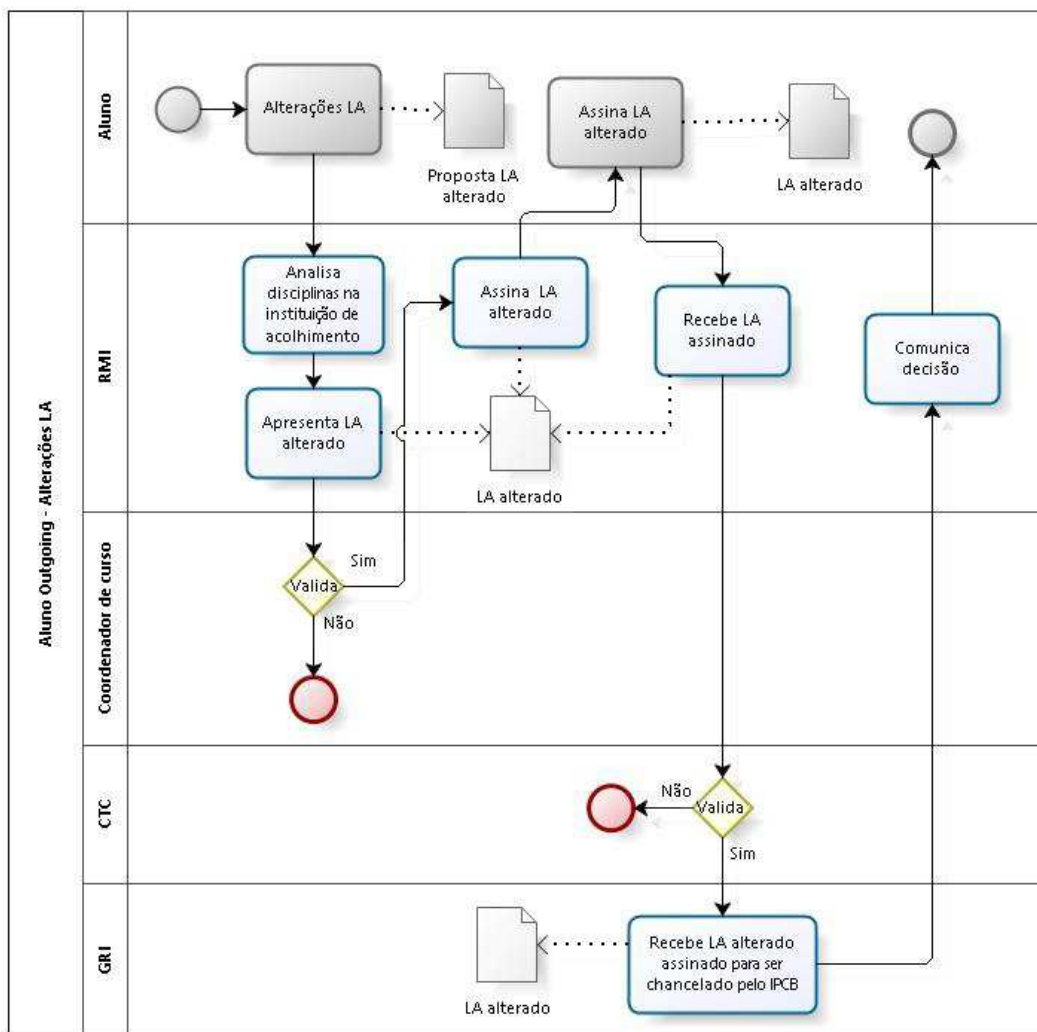 Aluno Outgoing - Alterações LA
Aluno
Alterações LA
Proposta LA
alterado
Assina LA
alterado
LA alterado
RMI
Analisa
disciplinas na
instituição de
acolhimento
Apresenta LA
alterado
Assina LA
alterado
LA alterado
Recebe LA
assinado
Comunica
decisão
Coordenador de curso
Valida
Sim
Não
CTC
Não
Valida
Sim
GRI
LA alterado
Recebe LA alterado
assinado para ser
chancelado pelo IPCB